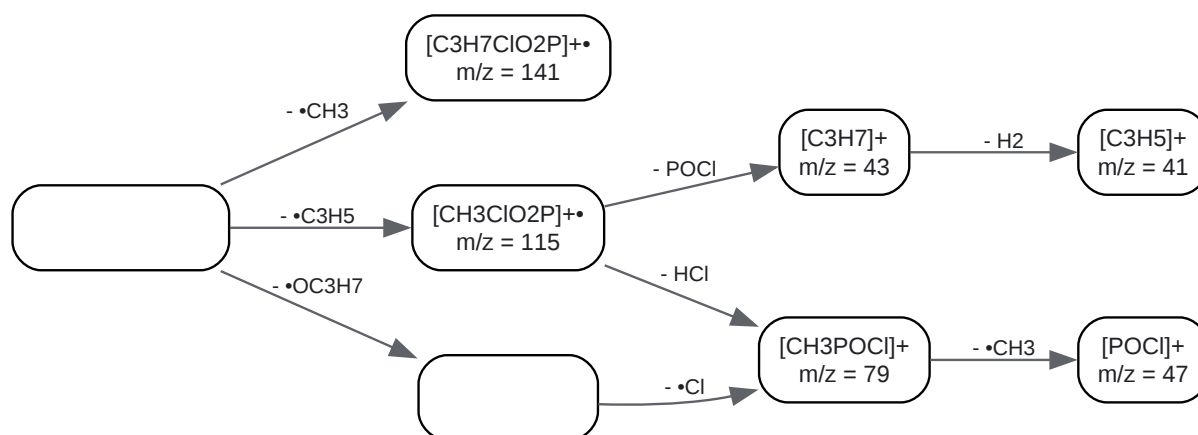 [C3H7ClO2P]+•
m/z = 141
- •CH3
[C3H7]+
m/z = 43
- H2
[C3H5]+
m/z = 41
- POCl
- •C3H5
[CH3ClO2P]+•
m/z = 115
- •OC3H7
- HCl
[CH3POCl]+
m/z = 79
- •CH3
[POCl]+
m/z = 47
- •Cl